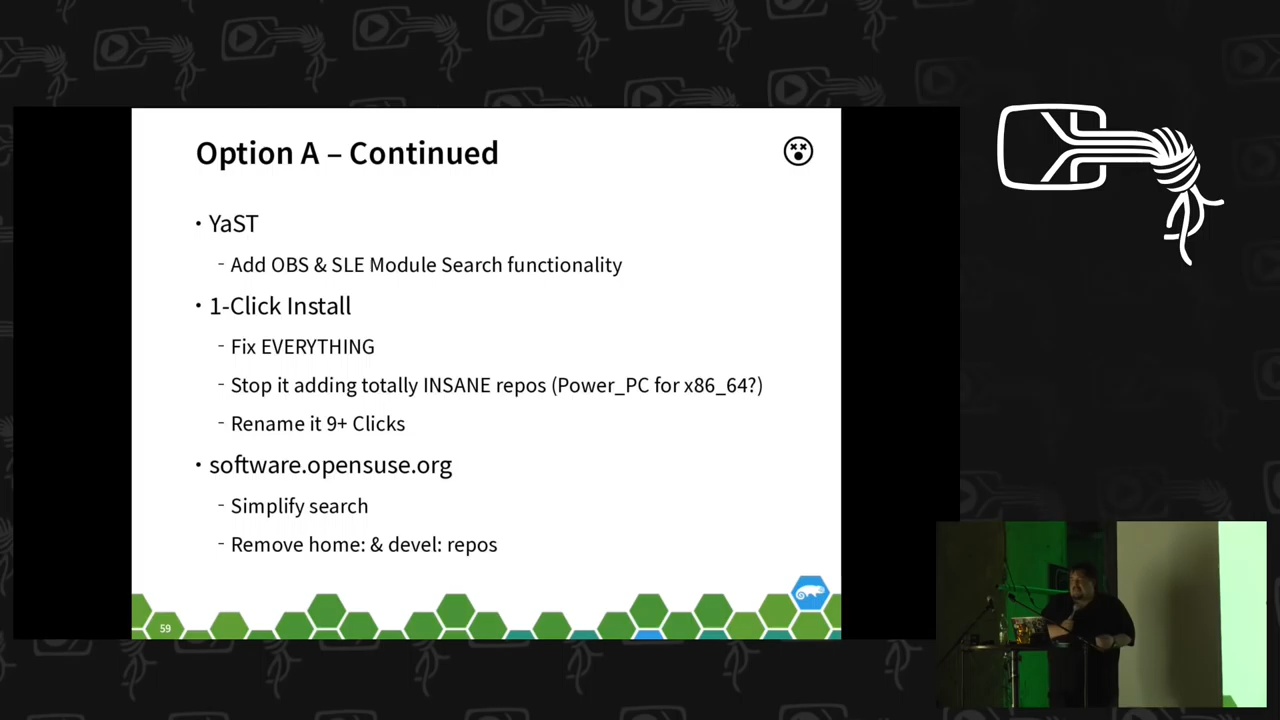 Option A – Continued
• YaST
- Add OBS & SLE Module Search functionality
• 1-Click Install
- Fix EVERYTHING
- Stop it adding totally INSANE repos (Power_PC for x86_64?)
- Rename it 9+ Clicks
• software.opensuse.org
- Simplify search
- Remove home: & devel: repos
59